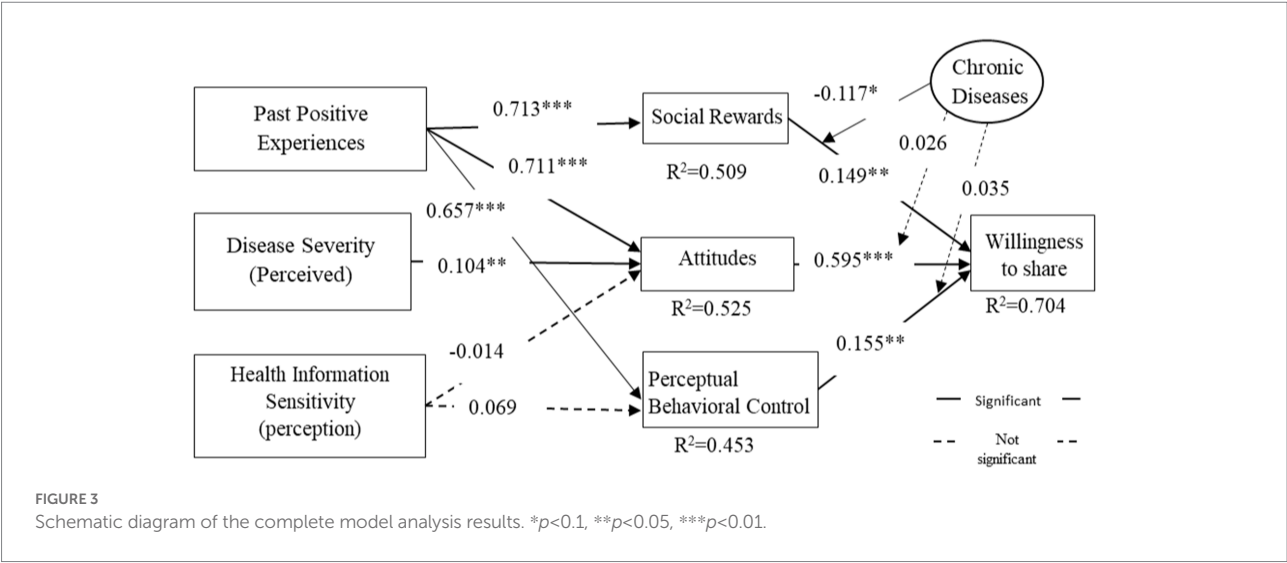 Chronic
Diseases
Past Positive
Experiences
0.713***
Social Rewards
-0.117*
R²=0.509
0.711***
0.149**
0.026
0.035
0.657***
Disease Severity
(Perceived)
0.104**
Attitudes
R²=0.525
0.595***
Willingness
to share
R²=0.704
Health Information
Sensitivity
(perception)
-0.014
0.069
Perceptual
Behavioral Control
R²=0.453
0.155**
Significant
Not
significant
FIGURE 3
Schematic diagram of the complete model analysis results. *p<0.1, **p<0.05, ***p<0.01.